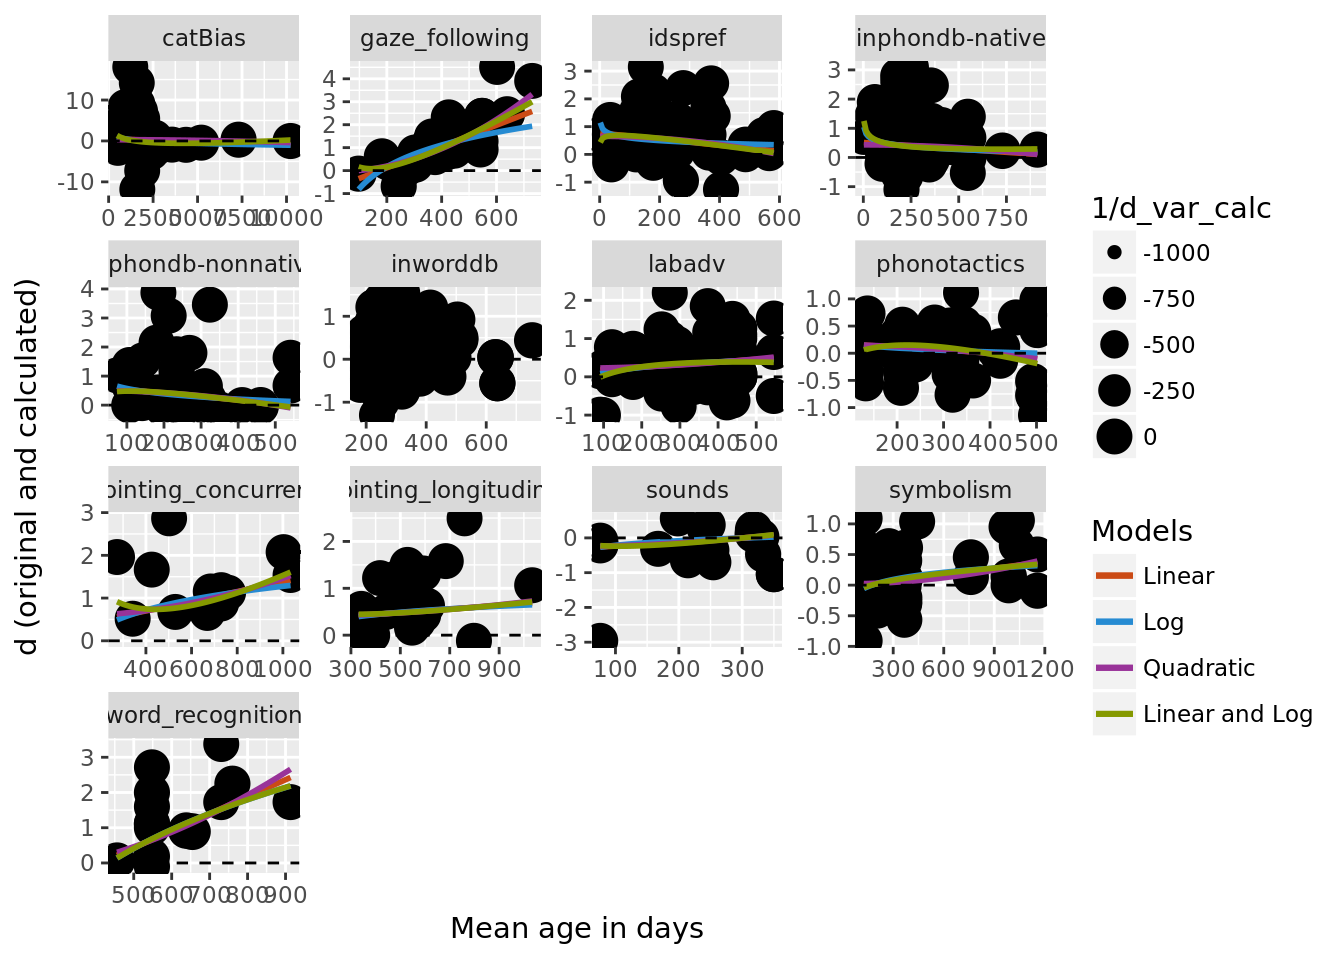 catBias
gaze_following
idspref
inphondb-native
10
0
-10
0 2500 5000 7500 10000
4
3
2
1
0
-1
200 400 600
3
2
1
0
-1
0 200 400 600
3
2
1
0
-1
0 250 500 750
phondb-nonnativ
inworddb
labadv
phonotactics
4
3
2
1
0
100 200 300 400 500
1
0
-1
200 400 600
2
1
0
-1
100 200 300 400 500
1.0
0.5
0.0
-0.5
-1.0
200 300 400 500
ointing_concurren
ointing_longitudin
sounds
symbolism
3
2
1
0
400 600 800 1000
2
1
0
300 500 700 900
0
-1
-2
-3
100 200 300
1.0
0.5
0.0
-0.5
-1.0
300 600 900 1200
word_recognition
3
2
1
0
500 600 700 800 900
Mean age in days
d (original and calculated)
1/d_var_calc
-1000
-750
-500
-250
0
Models
Linear
Log
Quadratic
Linear and Log